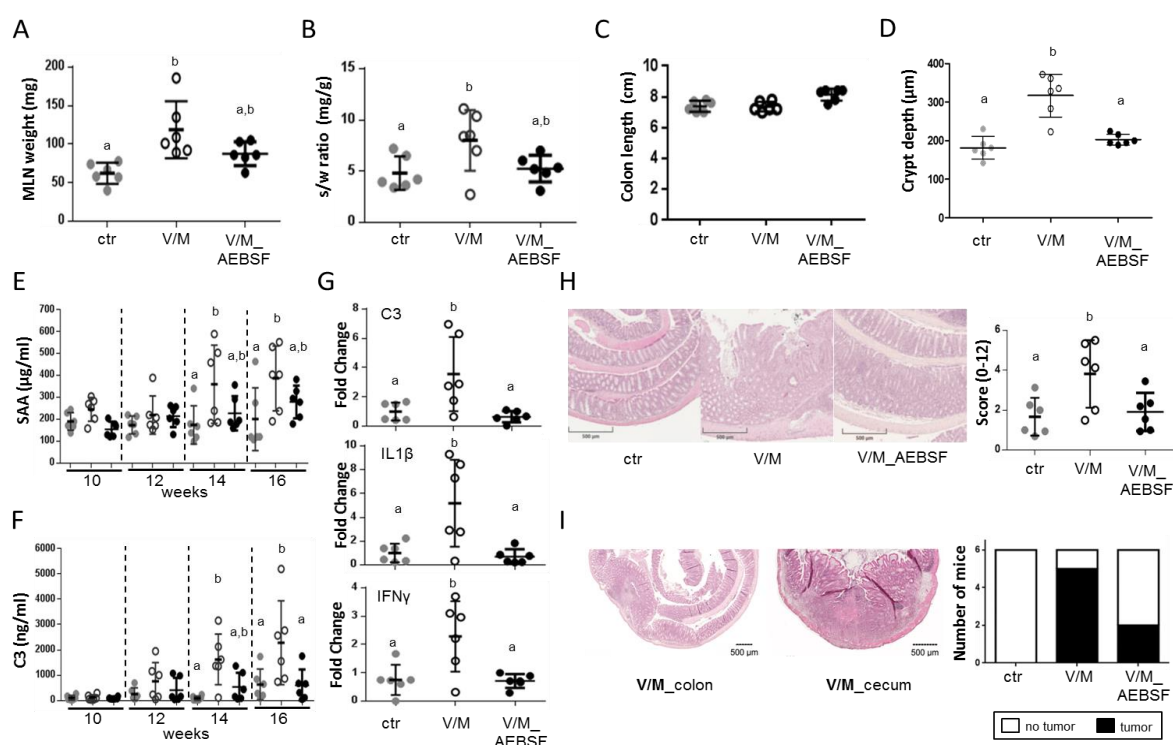 A
MLN weight (mg)
200
150
100
50
0
a
b
a,b
ctr
V/M
V/M_
AEBSF
B
s/w ratio (mg/g)
15
10
5
0
a
b
a,b
ctr
V/M
V/M_
AEBSF
C
Colon length (cm)
10
8
6
4
2
0
ctr
V/M
V/M_
AEBSF
D
Crypt depth (µm)
400
300
200
100
0
a
b
a
ctr
V/M
V/M_
AEBSF
E
SAA (µg/ml)
700
600
500
400
300
200
100
0
a
b
a,b
a
b
a,b
10
12
14
16
weeks
F
C3 (ng/ml)
6000
5000
4000
3000
2000
1000
0
a
b
a,b
a
b
a
10
12
14
16
weeks
G
C3
Fold Change
8
6
4
2
0
a
b
a
IL1β
Fold Change
10
8
6
4
2
0
a
b
a
IFNγ
Fold Change
4
3
2
1
0
a
b
a
ctr
V/M
V/M_
AEBSF
H
500 µm
500 µm
500 µm
ctr
V/M
V/M_AEBSF
Score (0-12)
6
4
2
0
a
b
a
ctr
V/M
V/M_
AEBSF
I
500 µm
500 µm
V/M_colon
V/M_cecum
Number of mice
6
4
2
0
ctr
V/M
V/M_
AEBSF
no tumor
tumor